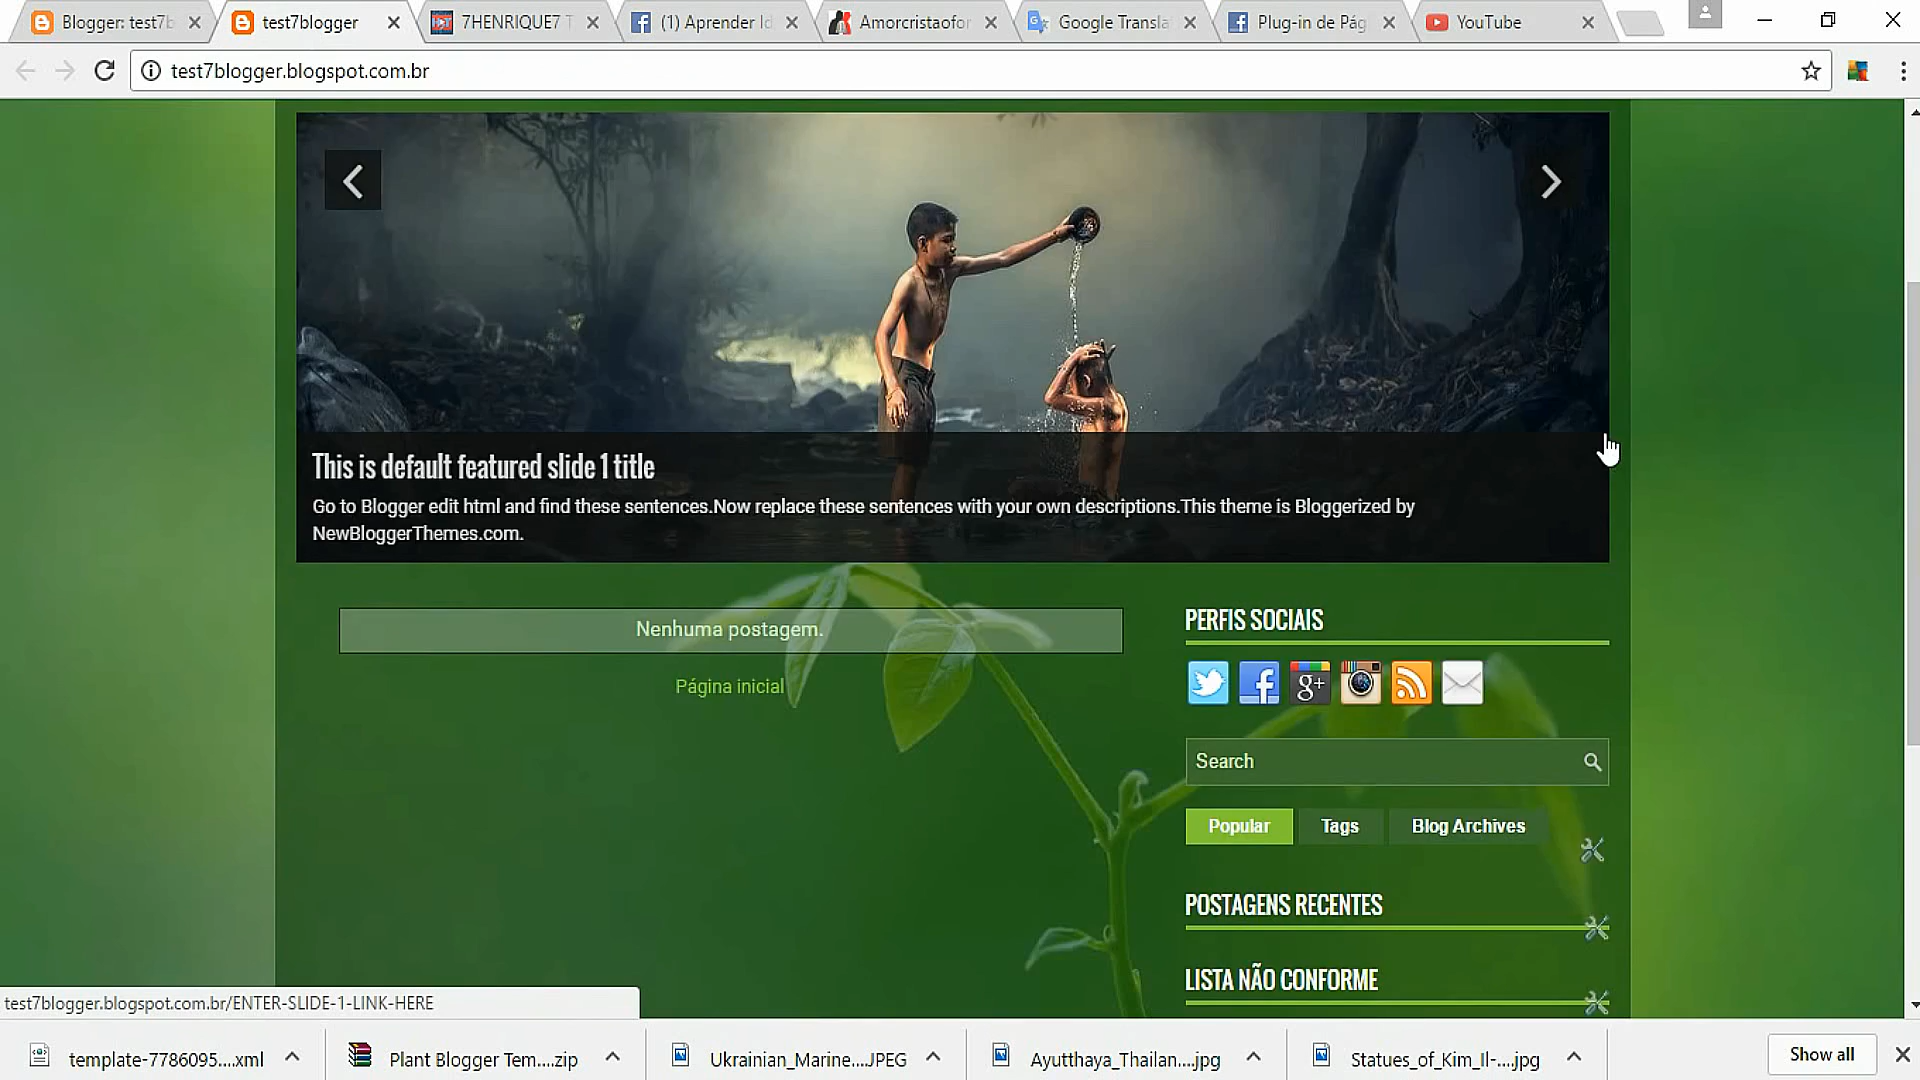 Blogger: test7b
test7blogger
7HENRIQUE7 T
(1) Aprender Id
Amorcristaofor
Google Transla
Plug-in de Pág
YouTube
test7blogger.blogspot.com.br
This is default featured slide 1 title
Go to Blogger edit html and find these sentences.Now replace these sentences with your own descriptions.This theme is Bloggerized by
NewBloggerThemes.com.
Nenhuma postagem.
Página inicial
PERFIS SOCIAIS
g+
Search
Popular
Tags
Blog Archives
POSTAGENS RECENTES
LISTA NÃO CONFORME
test7blogger.blogspot.com.br/ENTER-SLIDE-1-LINK-HERE
template-7786095....xml
Plant Blogger Tem....zip
Ukrainian_Marine....JPEG
Ayutthaya_Thailan....jpg
Statues_of_Kim_Il-....jpg
Show all